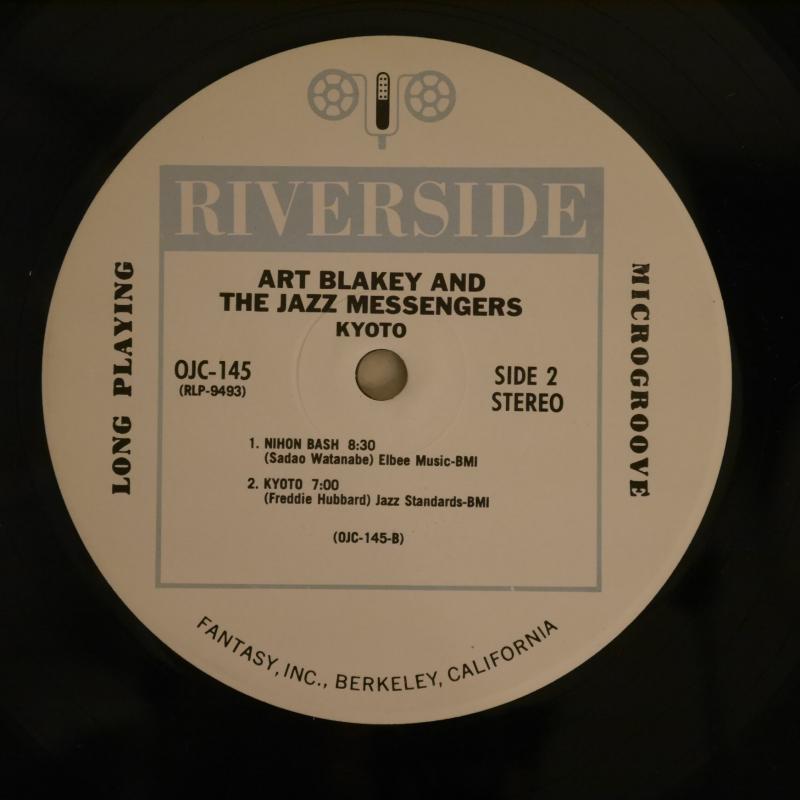 RIVERSIDE
ART BLAKEY AND
THE JAZZ MESSENGERS
KYOTO
LONG PLAYING
MICROGROOVE
OJC-145
(RLP-9493)
SIDE 2
STEREO
1. NIHON BASH 8:30
(Sadao Watanabe) Elbee Music-BMI
2. KYOTO 7:00
(Freddie Hubbard) Jazz Standards-BMI
(OJC-145-B)
FANTASY, INC., BERKELEY, CALIFORNIA